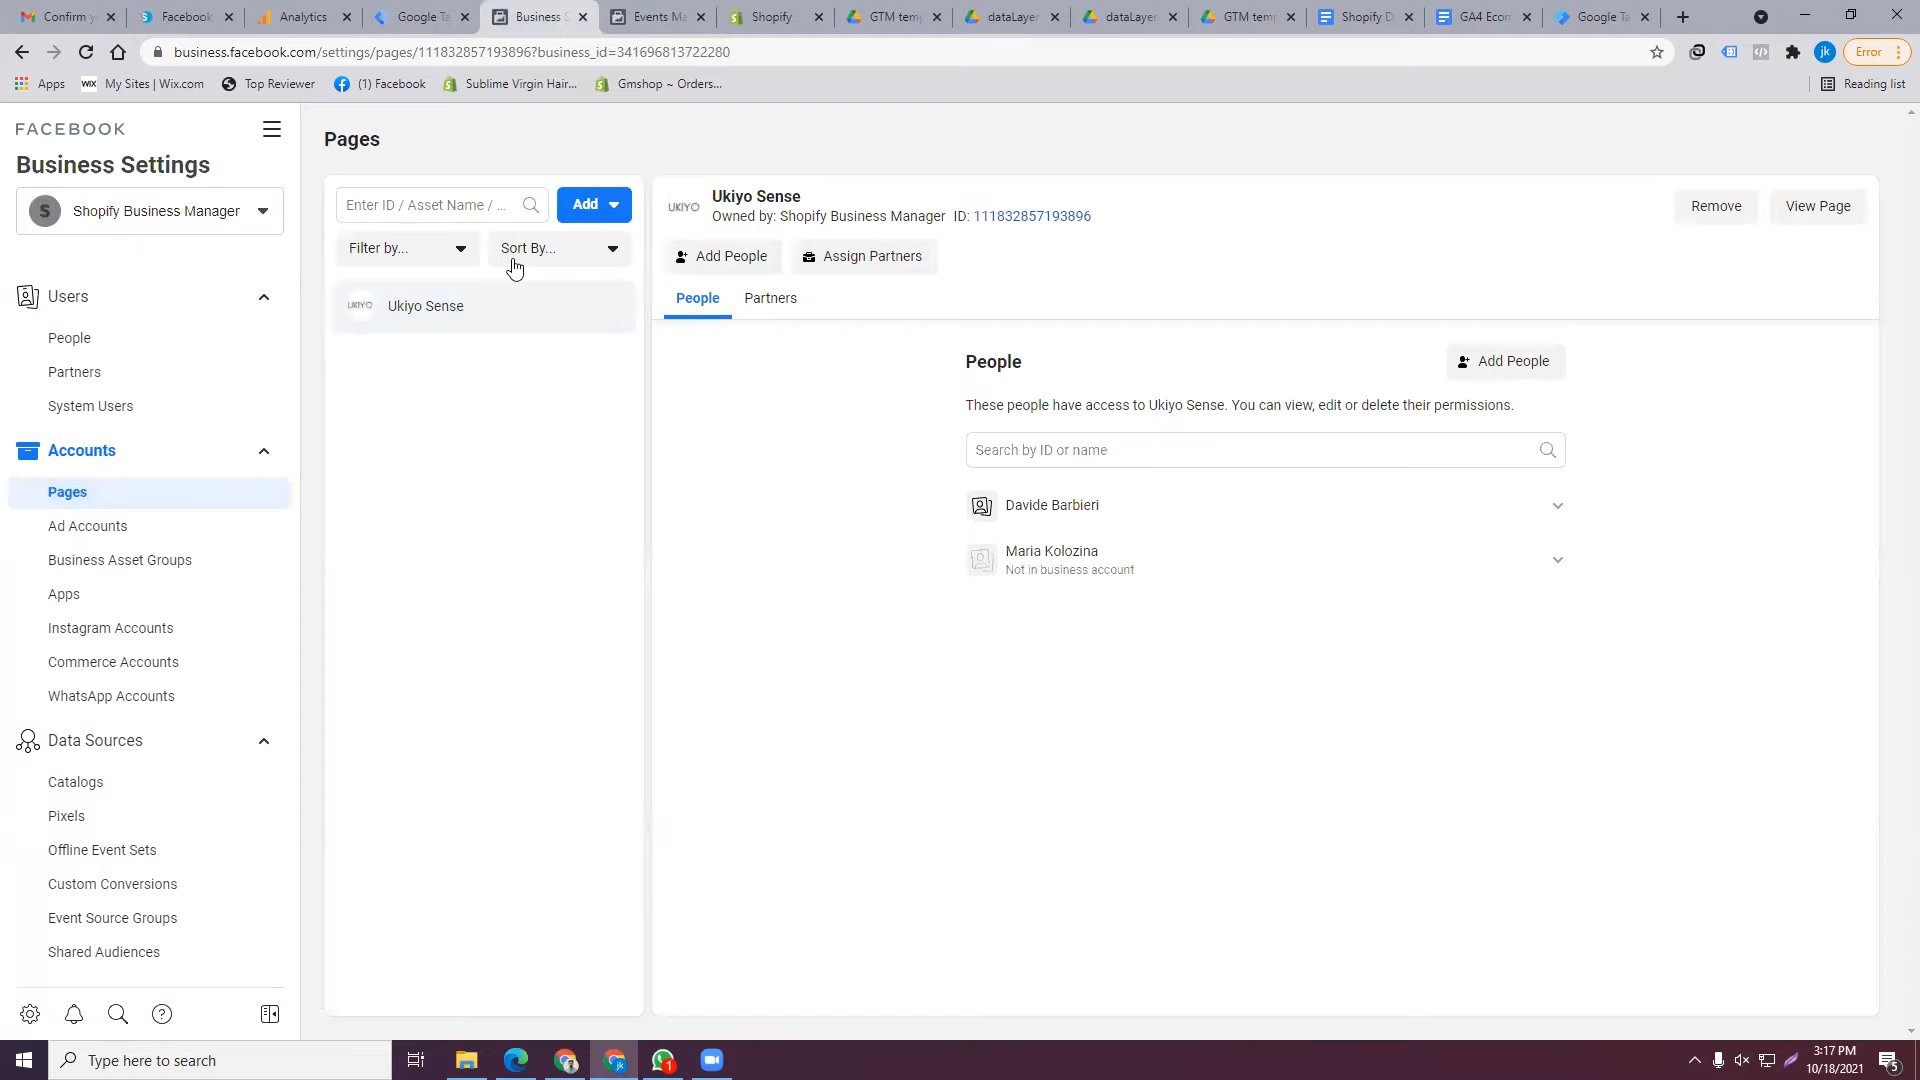 Confirm y
Facebook
Analytics
Google Ta
Business S
Events Ma
Shopify
GTM temp
dataLayer
dataLayer
GTM temp
Shopify D
GA4 Ecom
Google Ta
business.facebook.com/settings/pages/111832857193896?business_id=341696813722280
jk
Error
Apps
WIX My Sites | Wix.com
Top Reviewer
(1) Facebook
Sublime Virgin Hair...
Gmshop ~ Orders...
Reading list
FACEBOOK
Business Settings
S Shopify Business Manager
Users
People
Partners
System Users
Accounts
Pages
Ad Accounts
Business Asset Groups
Apps
Instagram Accounts
Commerce Accounts
WhatsApp Accounts
Data Sources
Catalogs
Pixels
Offline Event Sets
Custom Conversions
Event Source Groups
Shared Audiences
Pages
Enter ID / Asset Name / ...
Add
Filter by...
Sort By...
UKIYO Ukiyo Sense
UKIYO
Ukiyo Sense
Owned by: Shopify Business Manager ID: 111832857193896
Remove
View Page
Add People
Assign Partners
People
Partners
People
Add People
These people have access to Ukiyo Sense. You can view, edit or delete their permissions.
Search by ID or name
Davide Barbieri
Maria Kolozina
Not in business account
Type here to search
jk
1
3:17 PM
10/18/2021
5